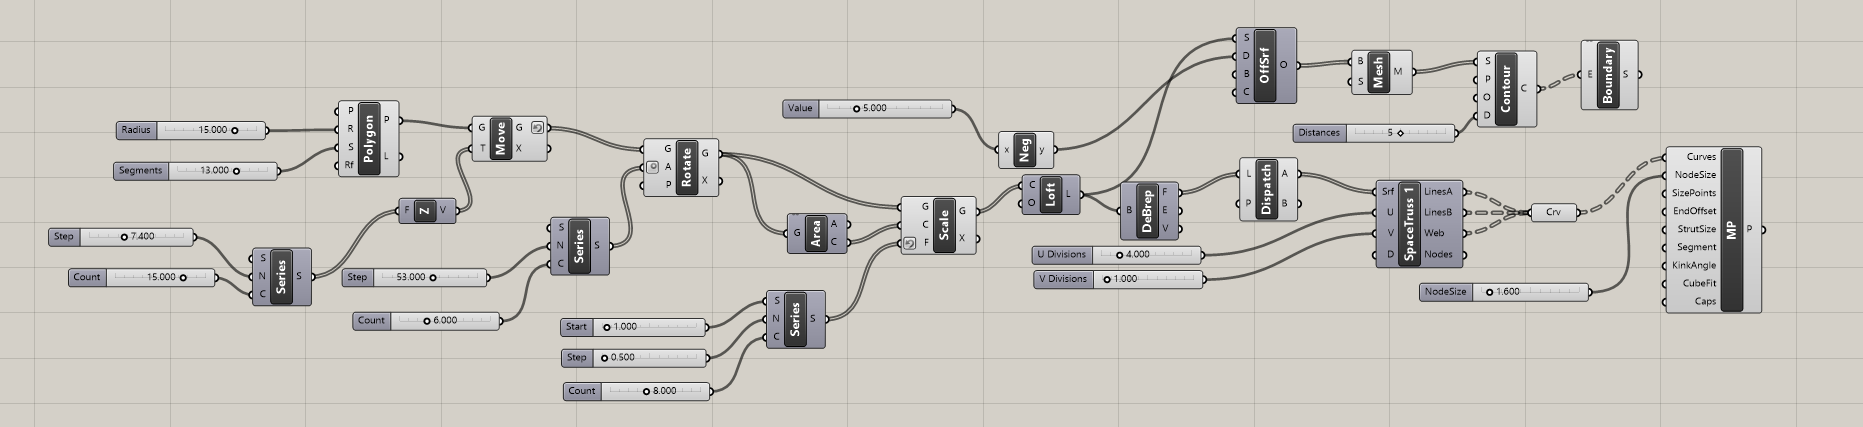 Radius 15.000
Segments 13.000
P R S Rf Polygon P L
Step 7.400
Count 15.000
S N C Series S
F Z V
G T Move G X
Step 53.000
Count 6.000
S N C Series S
G A P Rotate G X
Start 1.000
Step 0.500
Count 8.000
S N C Series S
G Area A C
G C F Scale G X
Value 5.000
x Neg y
C O Loft L
S D B C OffSrf O
B S Mesh M
Distances 5
S P O D Contour C
E Boundary S
B DeBrep F E V
L P Dispatch A B
U Divisions 4.000
V Divisions 1.000
Srf U V D SpaceTruss 1 LinesA LinesB Web Nodes
Crv
NodeSize 1.600
Curves
NodeSize
SizePoints
EndOffset
StrutSize
Segment
KinkAngle
CubeFit
Caps
MP P